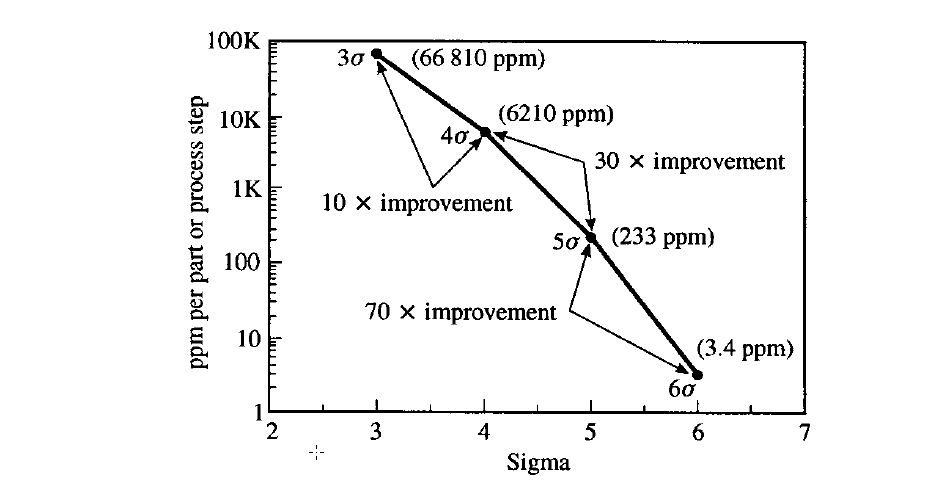 100K
3σ
(66 810 ppm)
10K
(6210 ppm)
4σ
30 × improvement
1K
10 × improvement
5σ
(233 ppm)
100
70 × improvement
10
(3.4 ppm)
6σ
1
ppm per part or process step
2 3 4 5 6 7
Sigma